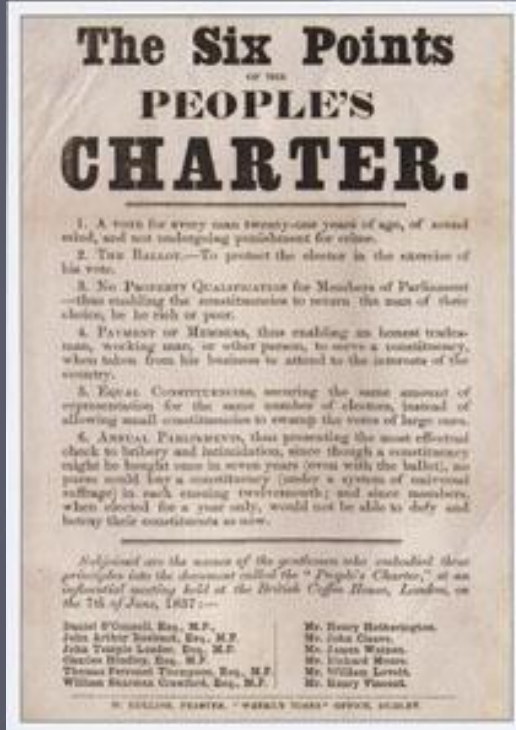 The Six Points
OF THE
PEOPLE'S
CHARTER.
1. A VOTE for every man twenty-one years of age, of sound
mind, and not undergoing punishment for crime.
2. THE BALLOT.—To protect the elector in the exercise of
his vote.
3. NO PROPERTY QUALIFICATION for Members of Parliament
—thus enabling the constituencies to return the man of their
choice, be he rich or poor.
4. PAYMENT OF MEMBERS, thus enabling an honest trades-
man, working man, or other person, to serve a constituency,
when taken from his business to attend to the interests of the
country.
5. EQUAL CONSTITUENCIES, securing the same amount of
representation for the same number of electors, instead of
allowing small constituencies to swamp the votes of large ones.
6. ANNUAL PARLIAMENTS, thus presenting the most effectual
check to bribery and intimidation, since though a constituency
might be bought once in seven years (even with the ballot), no
purse could buy a constituency (under a system of universal
suffrage) in each ensuing twelvemonth; and since members,
when elected for a year only, would not be able to defy and
betray their constituents as now.
Subjoined are the names of the gentlemen who embodied these
principles into the document called the "People's Charter," at an
influential meeting held at the British Coffee House, London, on
the 7th of June, 1837:—
Daniel O'Connell, Esq., M.P.,
John Arthur Roebuck, Esq., M.P.
John Temple Leader, Esq., M.P.
Charles Hindley, Esq., M.P.
Thomas Perronet Thompson, Esq., M.P.
William Sharman Crawford, Esq., M.P.
Mr. Henry Hetherington.
Mr. John Cleave.
Mr. James Watson.
Mr. Richard Moore.
Mr. William Lovett.
Mr. Henry Vincent.
PRINTER, "WEEKLY TIMES" OFFICE, DUDLEY.